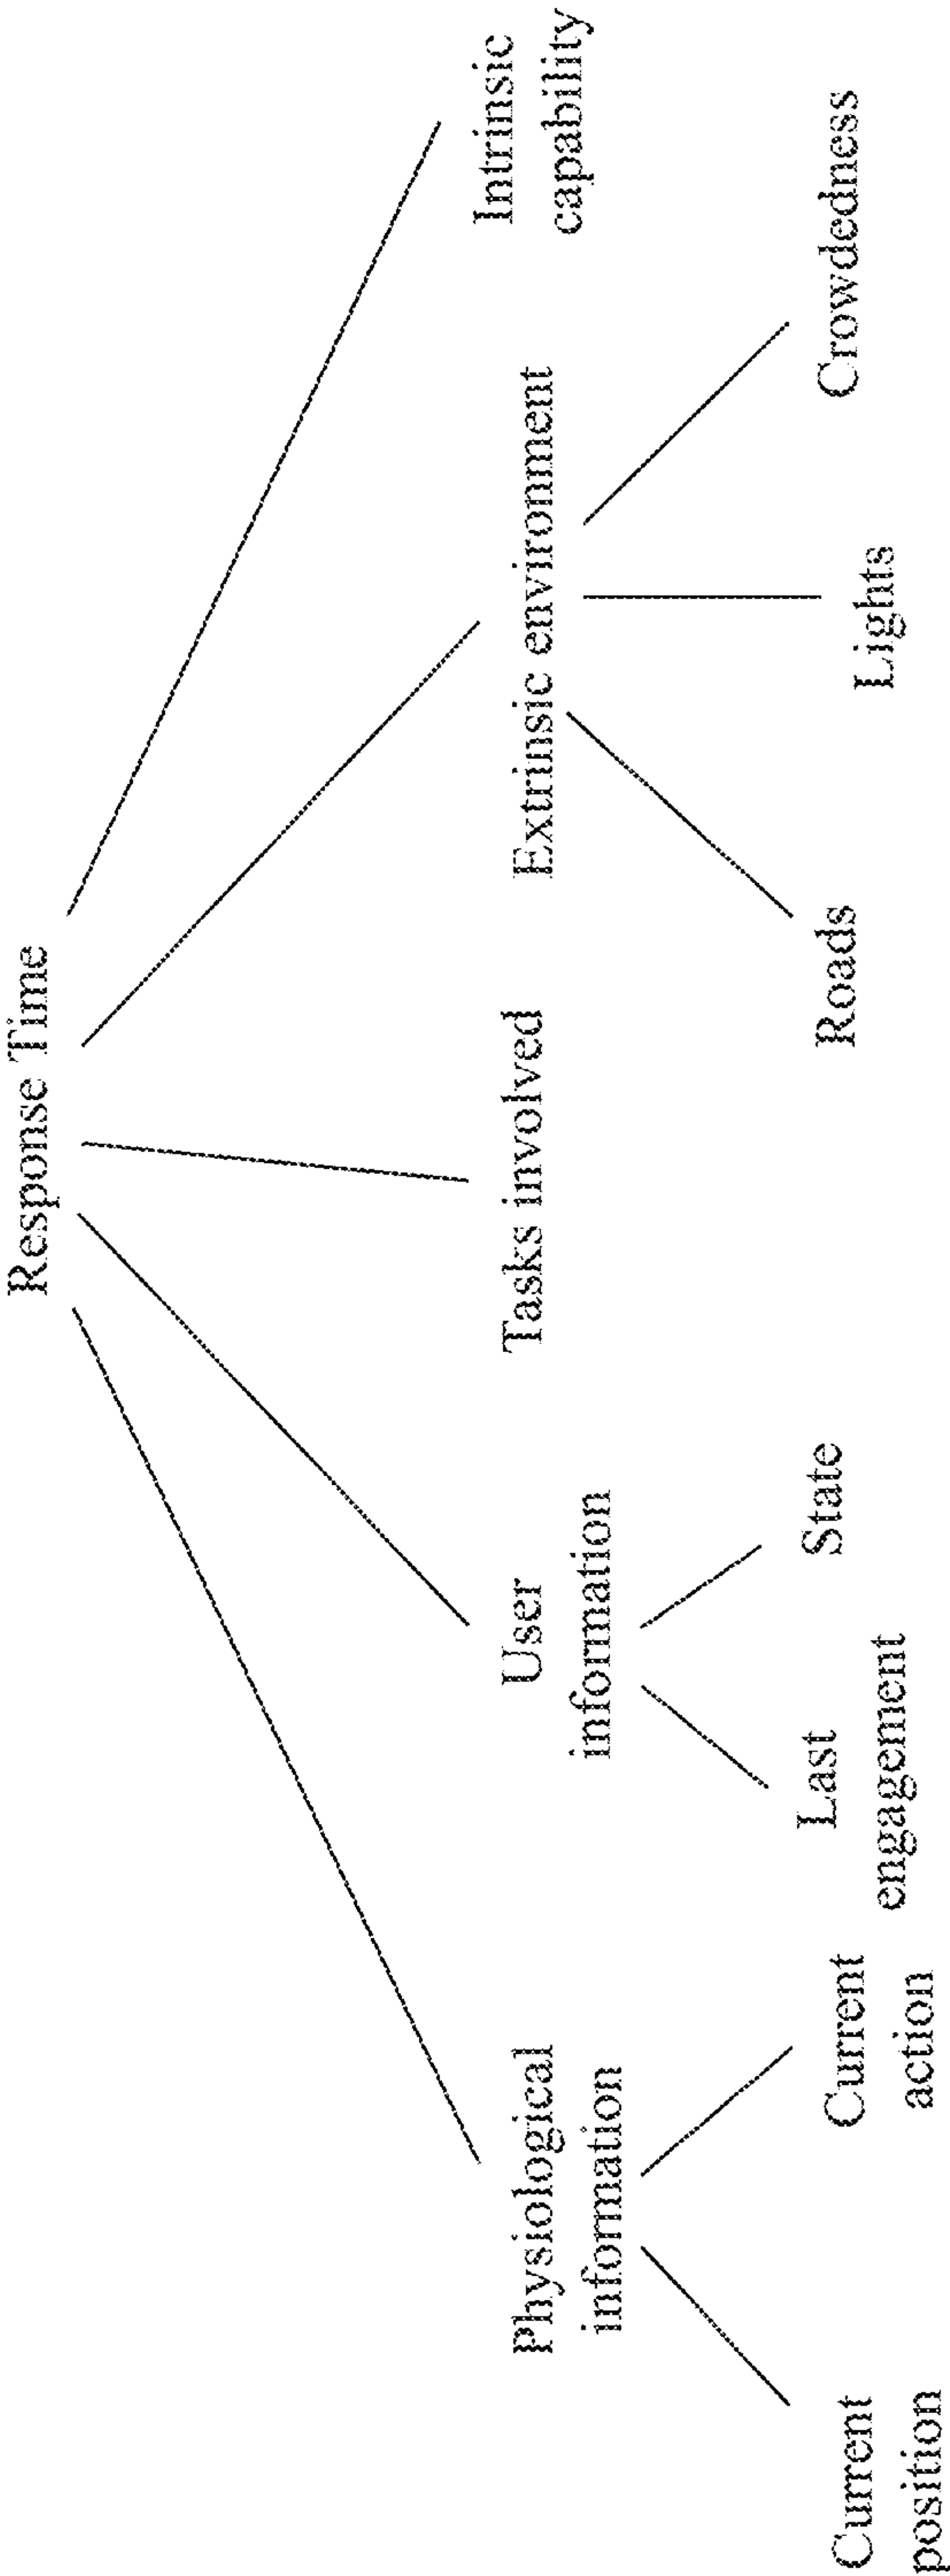 Response Time
Physiological
information
User
information
Tasks involved
Extrinsic environment
Intrinsic
capability
Current
position
Current
action
Last
engagement
State
Roads
Lights
Crowdedness